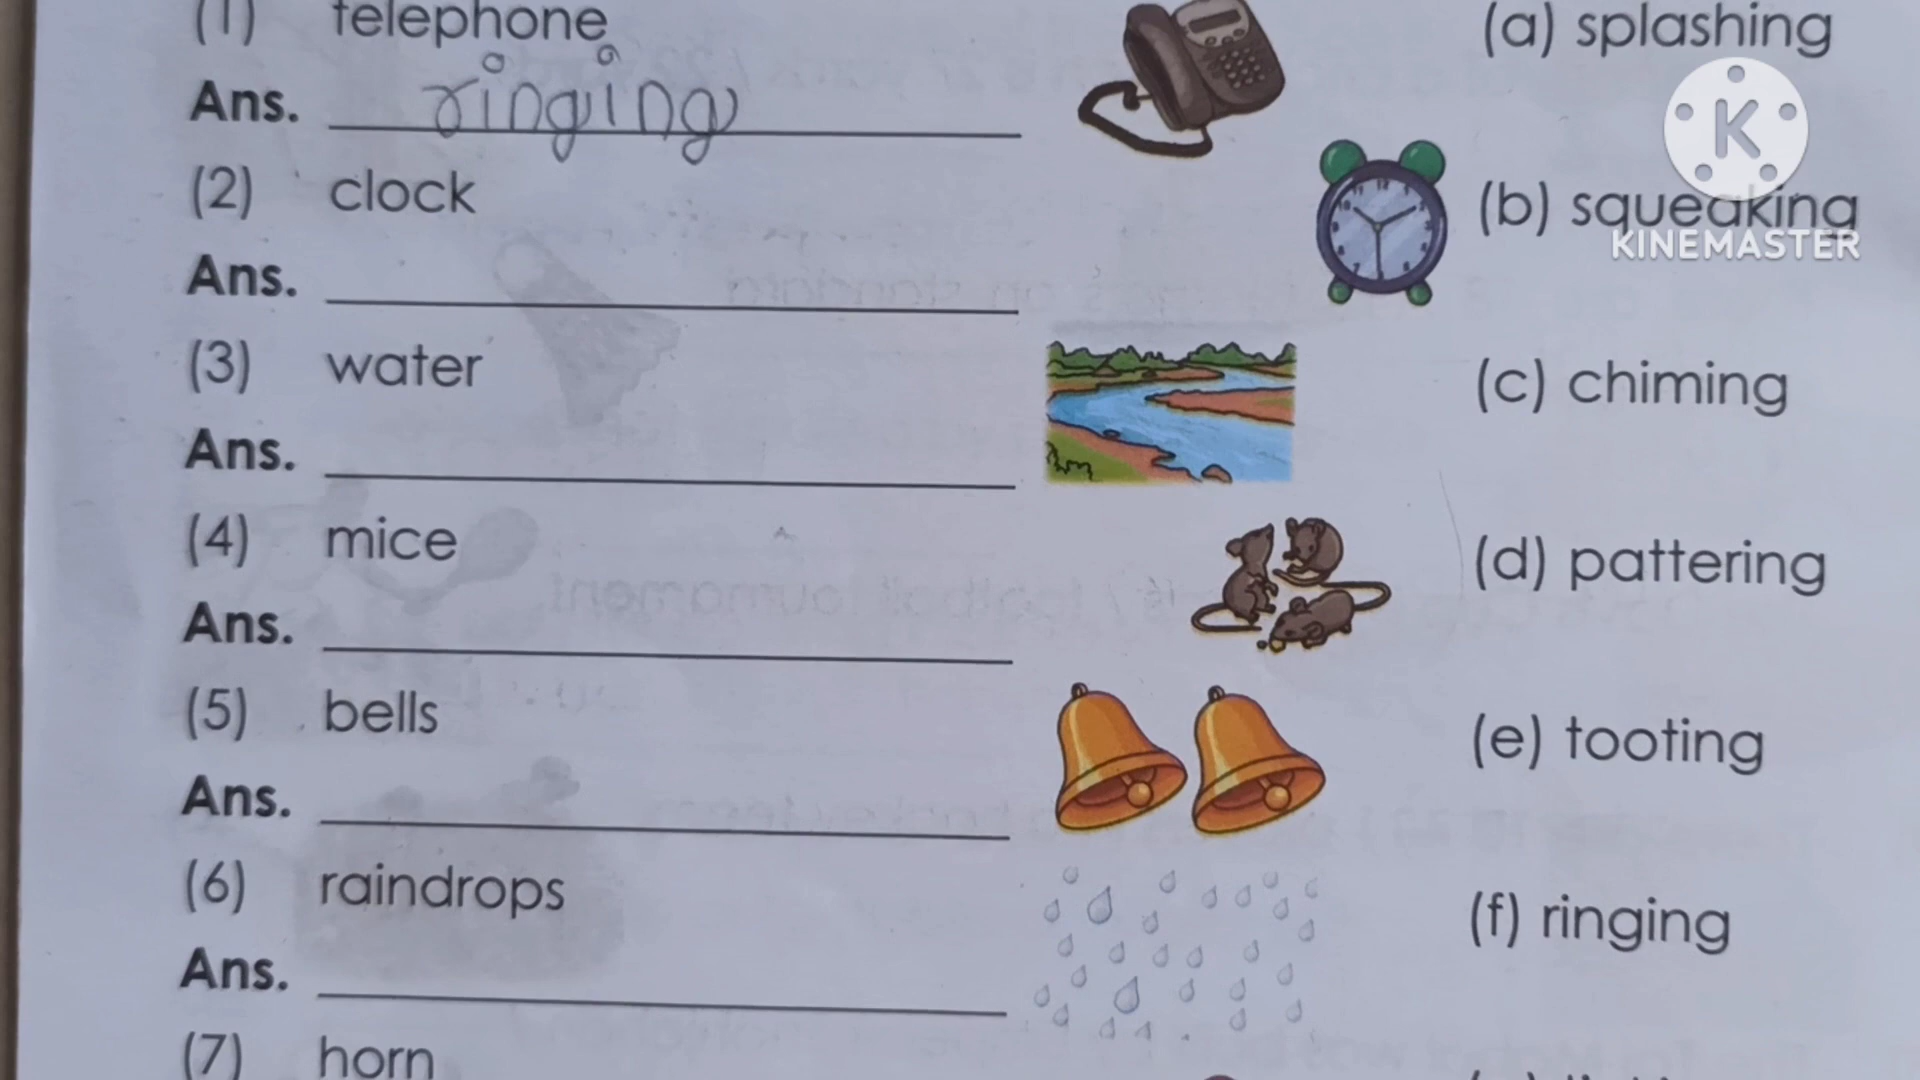 (1) telephone
(a) splashing
Ans. ringing
(2) clock
(b) squeaking
K
KINEMASTER
Ans.
(3) water
(c) chiming
Ans.
(4) mice
(d) pattering
Ans.
(5) bells
(e) tooting
Ans.
(6) raindrops
(f) ringing
Ans.
(7) horn